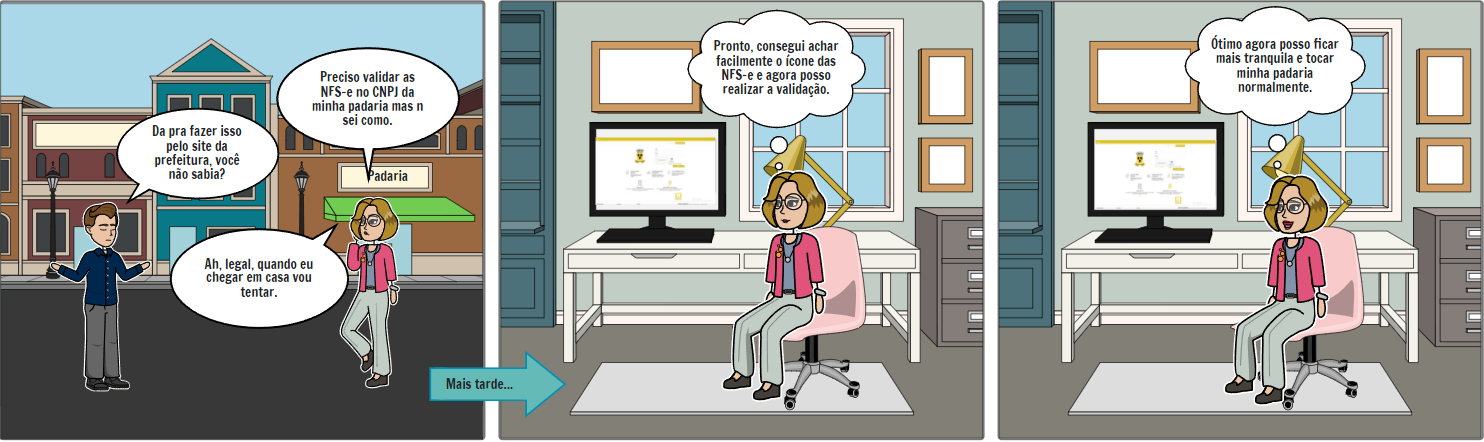 Preciso validar as
NFS-e no CNPJ da
minha padaria mas n
sei como.
Da pra fazer isso
pelo site da
prefeitura, você
não sabia?
Padaria
Ah, legal, quando eu
chegar em casa vou
tentar.
Mais tarde...
Pronto, consegui achar
facilmente o ícone das
NFS-e e agora posso
realizar a validação.
Ótimo agora posso ficar
mais tranquila e tocar
minha padaria
normalmente.